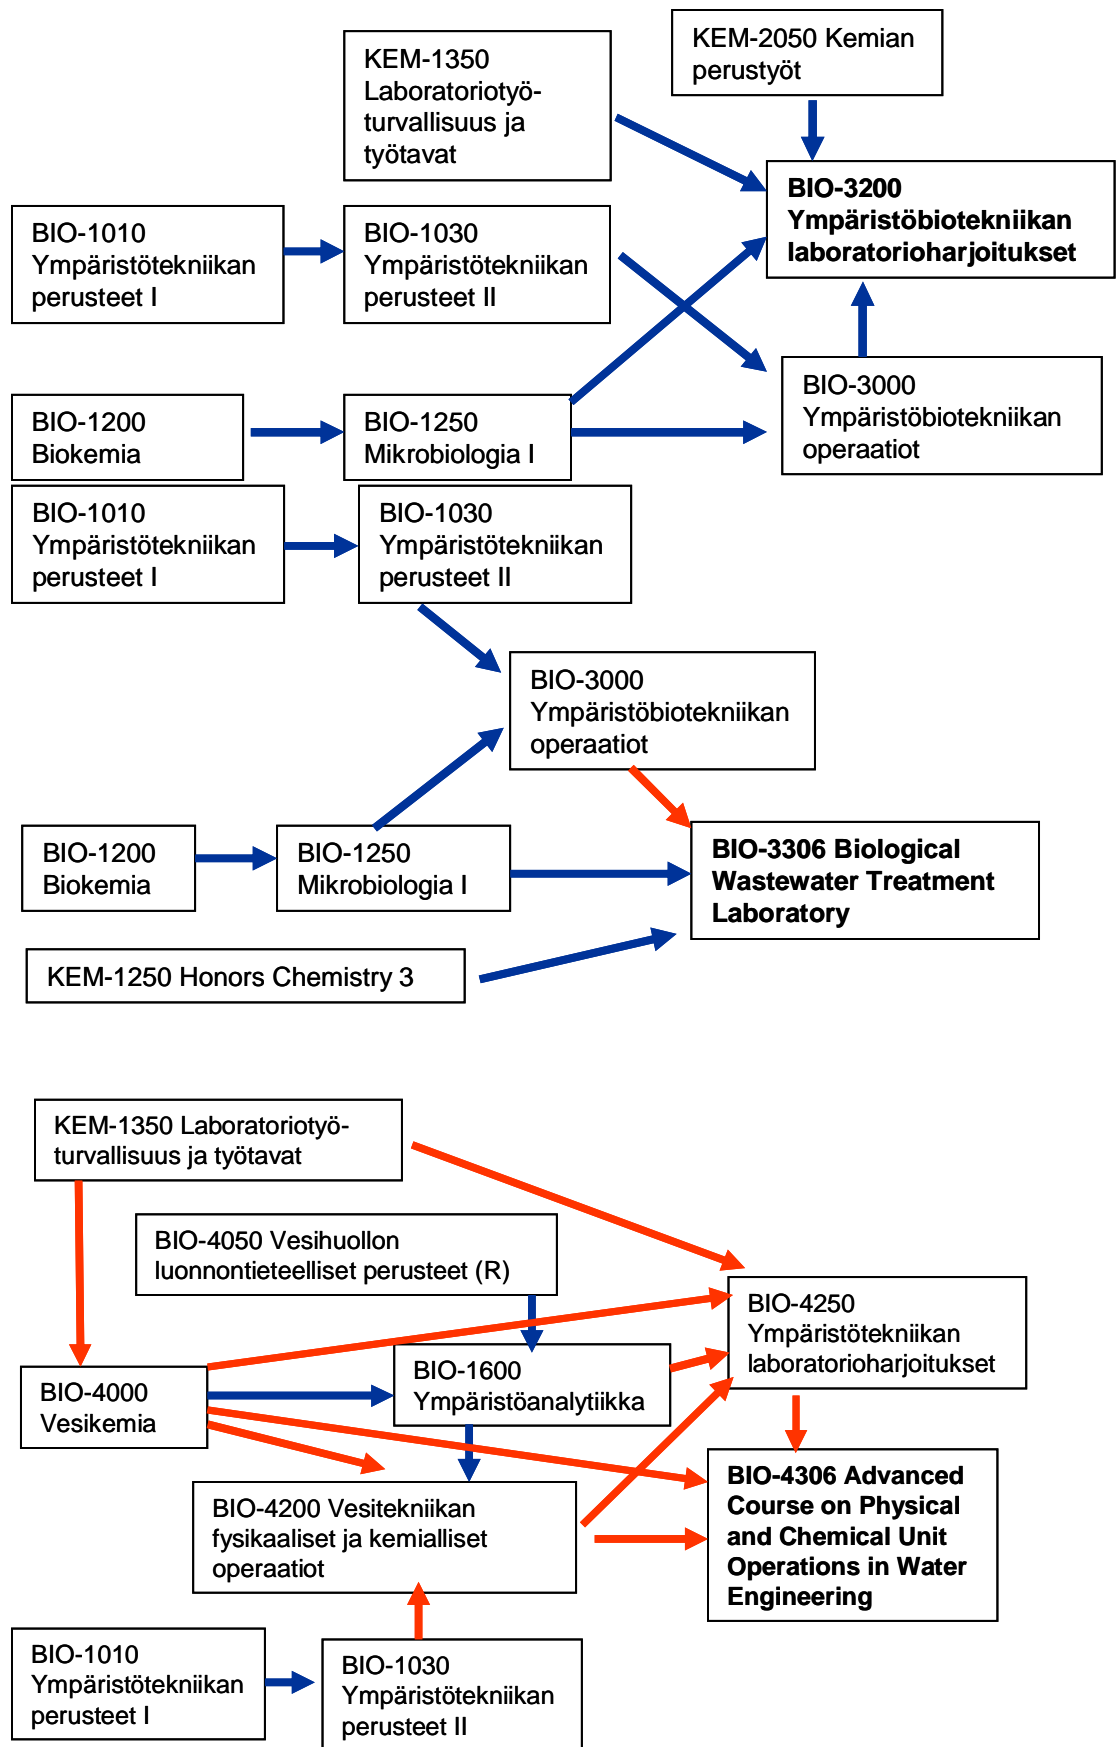 KEM-1350
Laboratoriotyö-
turvallisuus ja
työtavat
KEM-2050 Kemian
perustyöt
BIO-3200
Ympäristöbiotekniikan
laboratorioharjoitukset
BIO-1010
Ympäristötekniikan
perusteet I
BIO-1030
Ympäristötekniikan
perusteet II
BIO-3000
Ympäristöbiotekniikan
operaatiot
BIO-1200
Biokemia
BIO-1250
Mikrobiologia I
BIO-1010
Ympäristötekniikan
perusteet I
BIO-1030
Ympäristötekniikan
perusteet II
BIO-3000
Ympäristöbiotekniikan
operaatiot
BIO-1200
Biokemia
BIO-1250
Mikrobiologia I
BIO-3306 Biological
Wastewater Treatment
Laboratory
KEM-1250 Honors Chemistry 3
KEM-1350 Laboratoriotyö-
turvallisuus ja työtavat
BIO-4050 Vesihuollon
luonnontieteelliset perusteet (R)
BIO-4250
Ympäristötekniikan
laboratorioharjoitukset
BIO-4000
Vesikemia
BIO-1600
Ympäristöanalytiikka
BIO-4200 Vesitekniikan
fysikaaliset ja kemialliset
operaatiot
BIO-4306 Advanced
Course on Physical
and Chemical Unit
Operations in Water
Engineering
BIO-1010
Ympäristötekniikan
perusteet I
BIO-1030
Ympäristötekniikan
perusteet II